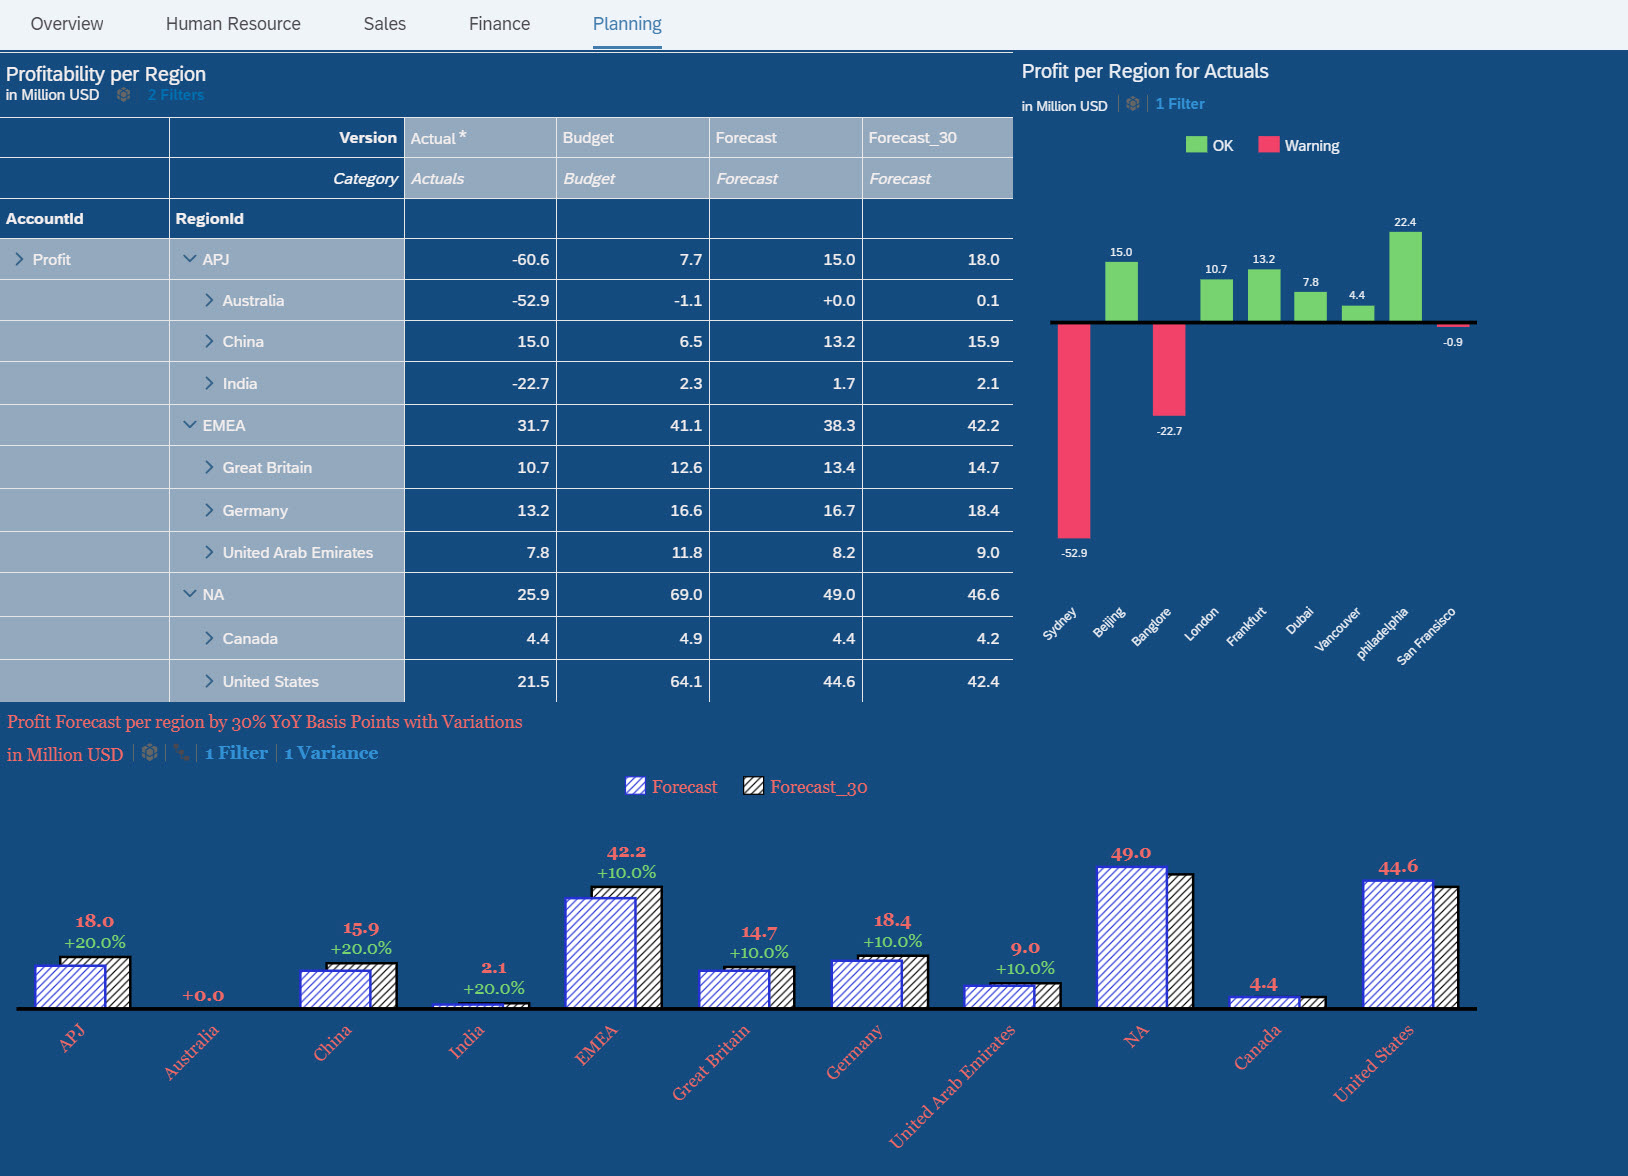 Overview Human Resource Sales Finance Planning
Profitability per Region
in Million USD 2 Filters
Version Actual* Budget Forecast Forecast_30
Category Actuals Budget Forecast Forecast
AccountId RegionId
Profit APJ -60.6 7.7 15.0 18.0
Australia -52.9 -1.1 +0.0 0.1
China 15.0 6.5 13.2 15.9
India -22.7 2.3 1.7 2.1
EMEA 31.7 41.1 38.3 42.2
Great Britain 10.7 12.6 13.4 14.7
Germany 13.2 16.6 16.7 18.4
United Arab Emirates 7.8 11.8 8.2 9.0
NA 25.9 69.0 49.0 46.6
Canada 4.4 4.9 4.4 4.2
United States 21.5 64.1 44.6 42.4
Profit per Region for Actuals
in Million USD 1 Filter
OK Warning
22.4
15.0 10.7 13.2 7.8 4.4
-0.9
-22.7
-52.9
Sydney Beijing Banglore London Frankfurt Dubai Vancouver philadelphia San Fransisco
Profit Forecast per region by 30% YoY Basis Points with Variations
in Million USD 1 Filter 1 Variance
Forecast Forecast_30
18.0 +0.0 15.9 2.1 42.2 14.7 18.4 9.0 49.0 4.4 44.6
+20.0% +20.0% +20.0% +10.0% +10.0% +10.0% +10.0%
APJ Australia China India EMEA Great Britain Germany United Arab Emirates NA Canada United States